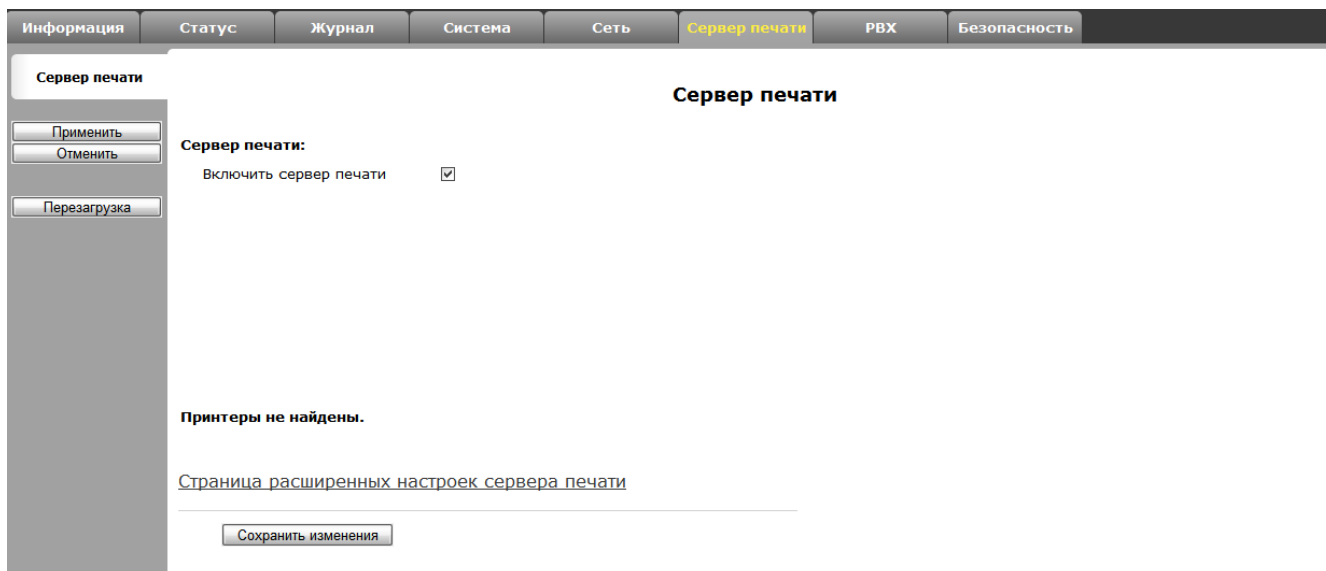 Информация Статус Журнал Система Сеть Сервер печати PBX Безопасность
Сервер печати
Сервер печати
Применить
Отменить
Сервер печати:
Включить сервер печати
Перезагрузка
Принтеры не найдены.
Страница расширенных настроек сервера печати
Сохранить изменения